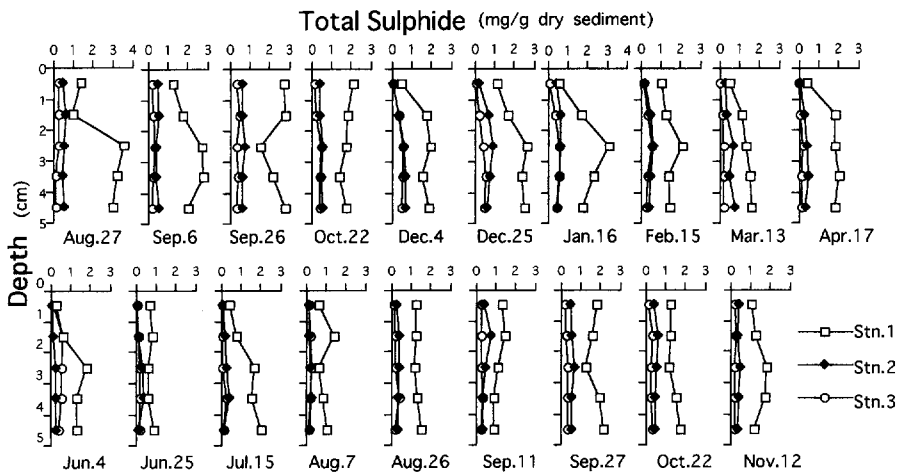 Total Sulphide (mg/g dry sediment)
0 1 2 3 4 0 1 2 3 0 1 2 3 0 1 2 3 0 1 2 3 0 1 2 3 0 1 2 3 4 0 1 2 3 0 1 2 3 0 1 2 3
0
1
2
3
4
5
Aug.27 Sep.6 Sep.26 Oct.22 Dec.4 Dec.25 Jan.16 Feb.15 Mar.13 Apr.17
Depth (cm)
0 1 2 3 0 1 2 3 0 1 2 3 0 1 2 3 0 1 2 3 0 1 2 3 0 1 2 3 0 1 2 3 0 1 2 3
1
2
3
4
5
Stn.1
Stn.2
Stn.3
Jun.4 Jun.25 Jul.15 Aug.7 Aug.26 Sep.11 Sep.27 Oct.22 Nov.12